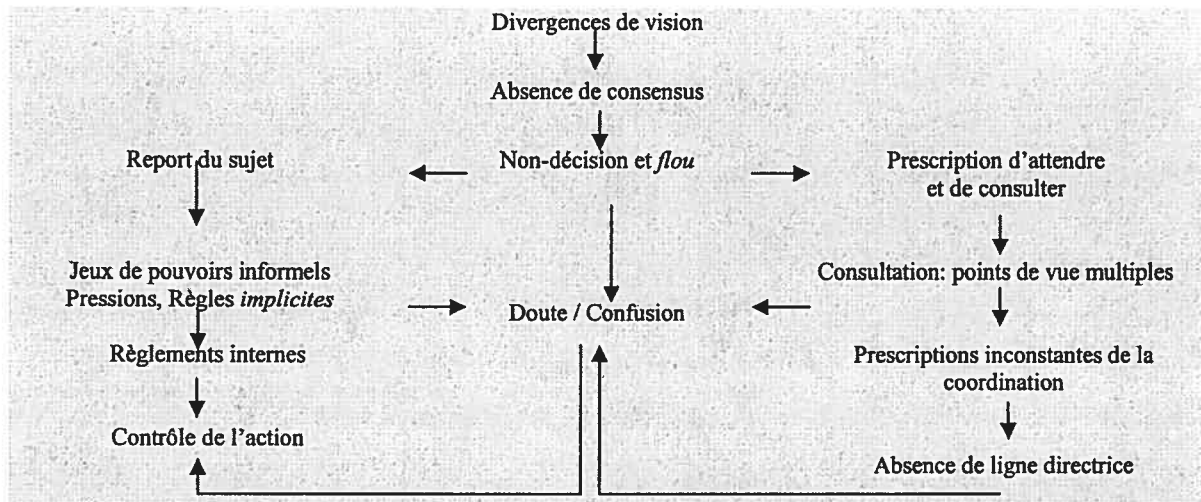 Divergences de vision
Absence de consensus
Report du sujet
Non-décision et flou
Prescription d'attendre
et de consulter
Jeux de pouvoirs informels
Pressions, Règles implicites
Consultation: points de vue multiples
Doute / Confusion
Règlements internes
Prescriptions inconstantes de la
coordination
Contrôle de l'action
Absence de ligne directrice